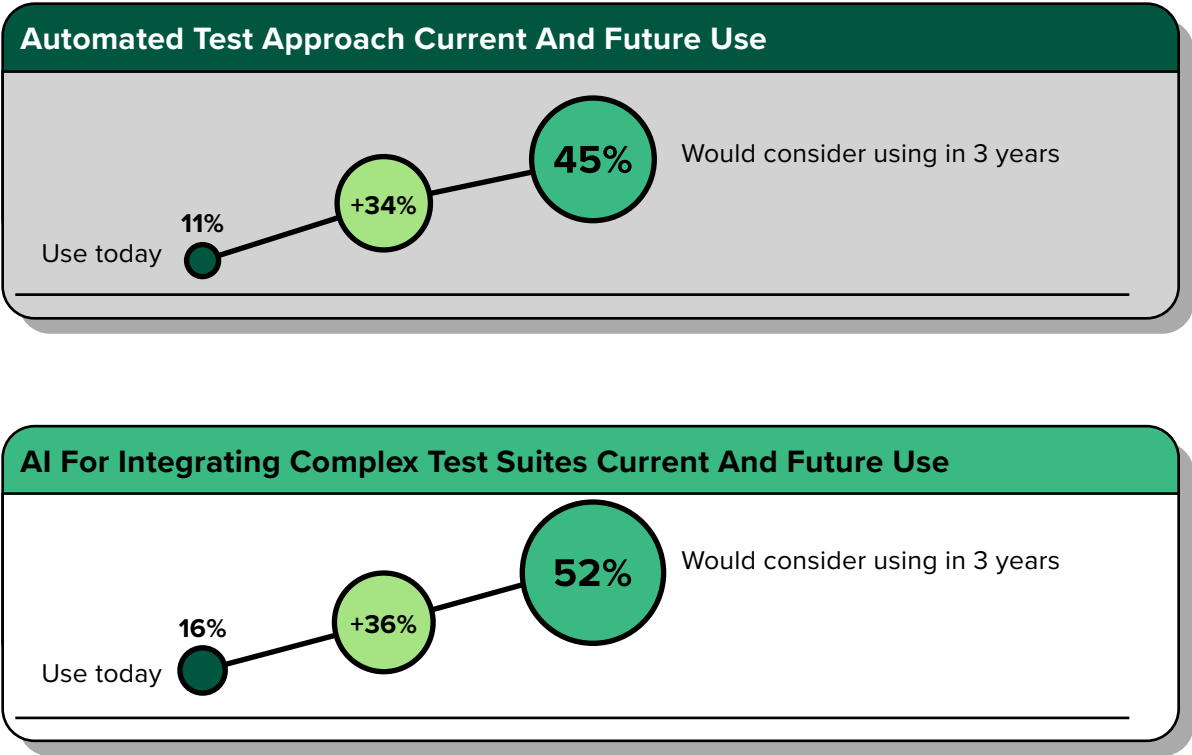 Automated Test Approach Current And Future Use
45%
Would consider using in 3 years
+34%
11%
Use today
AI For Integrating Complex Test Suites Current And Future Use
52%
Would consider using in 3 years
+36%
16%
Use today